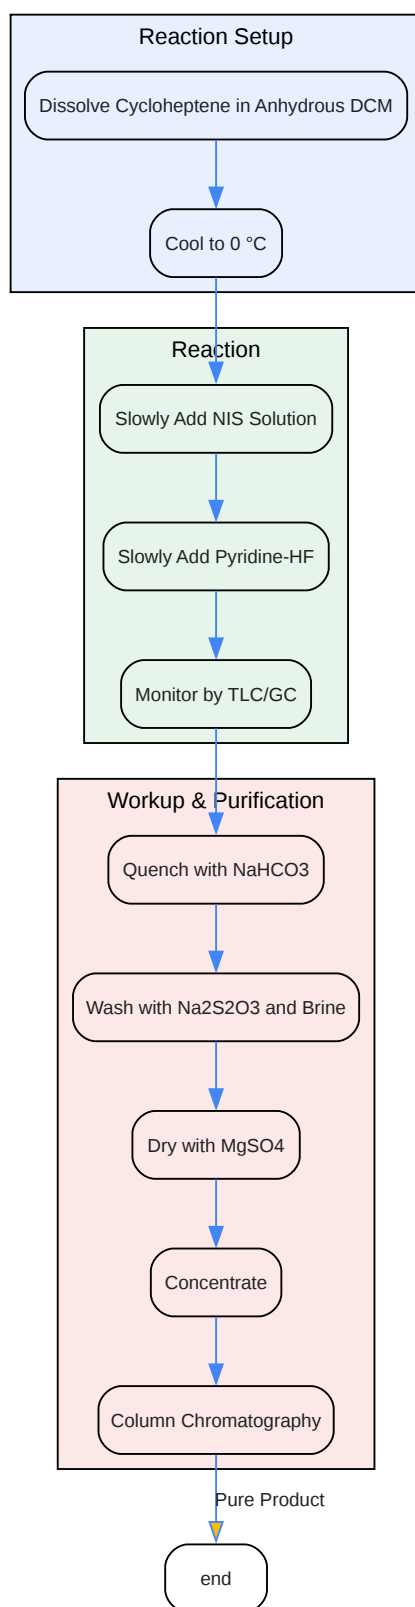 Reaction Setup
Dissolve Cycloheptene in Anhydrous DCM
Cool to 0 °C
Reaction
Slowly Add NIS Solution
Slowly Add Pyridine-HF
Monitor by TLC/GC
Workup & Purification
Quench with NaHCO3
Wash with Na2S2O3 and Brine
Dry with MgSO4
Concentrate
Column Chromatography
Pure Product
end